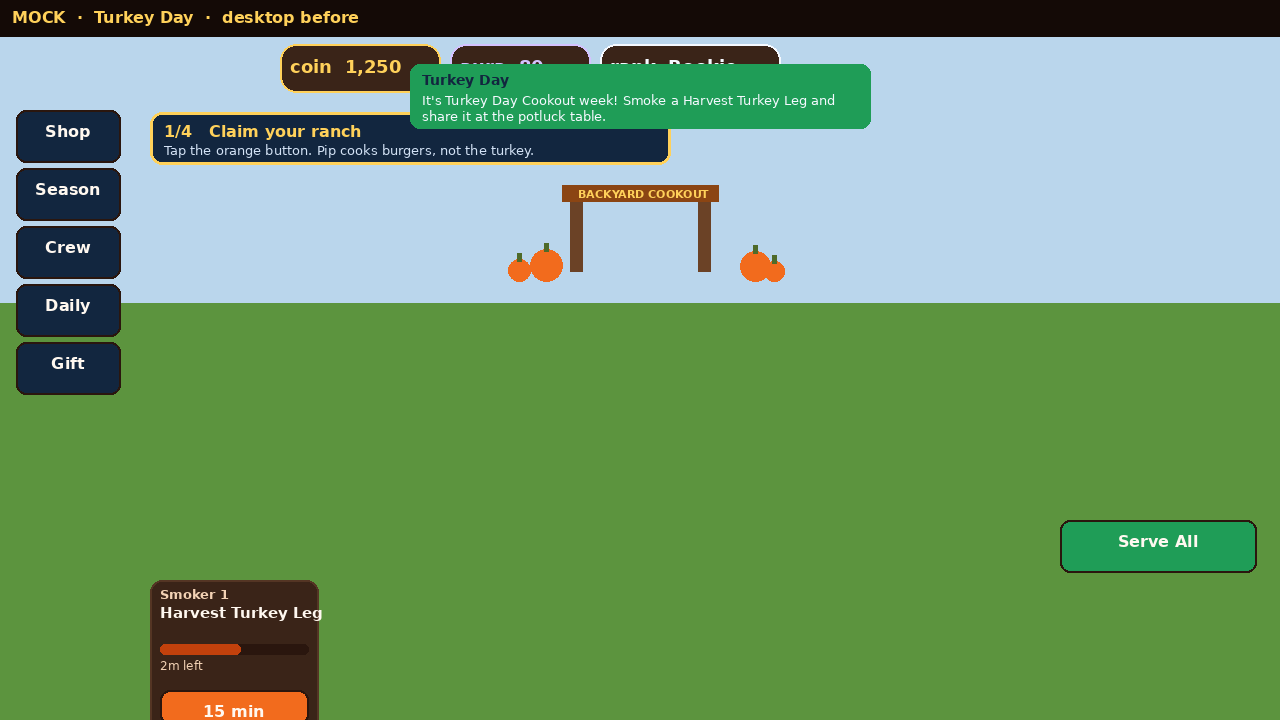 MOCK · Turkey Day · desktop before
coin 1,250
80
rank Rookie
Turkey Day
It's Turkey Day Cookout week! Smoke a Harvest Turkey Leg and
share it at the potluck table.
1/4 Claim your ranch
Tap the orange button. Pip cooks burgers, not the turkey.
Shop
Season
Crew
Daily
Gift
BACKYARD COOKOUT
Serve All
Smoker 1
Harvest Turkey Leg
2m left
15 min